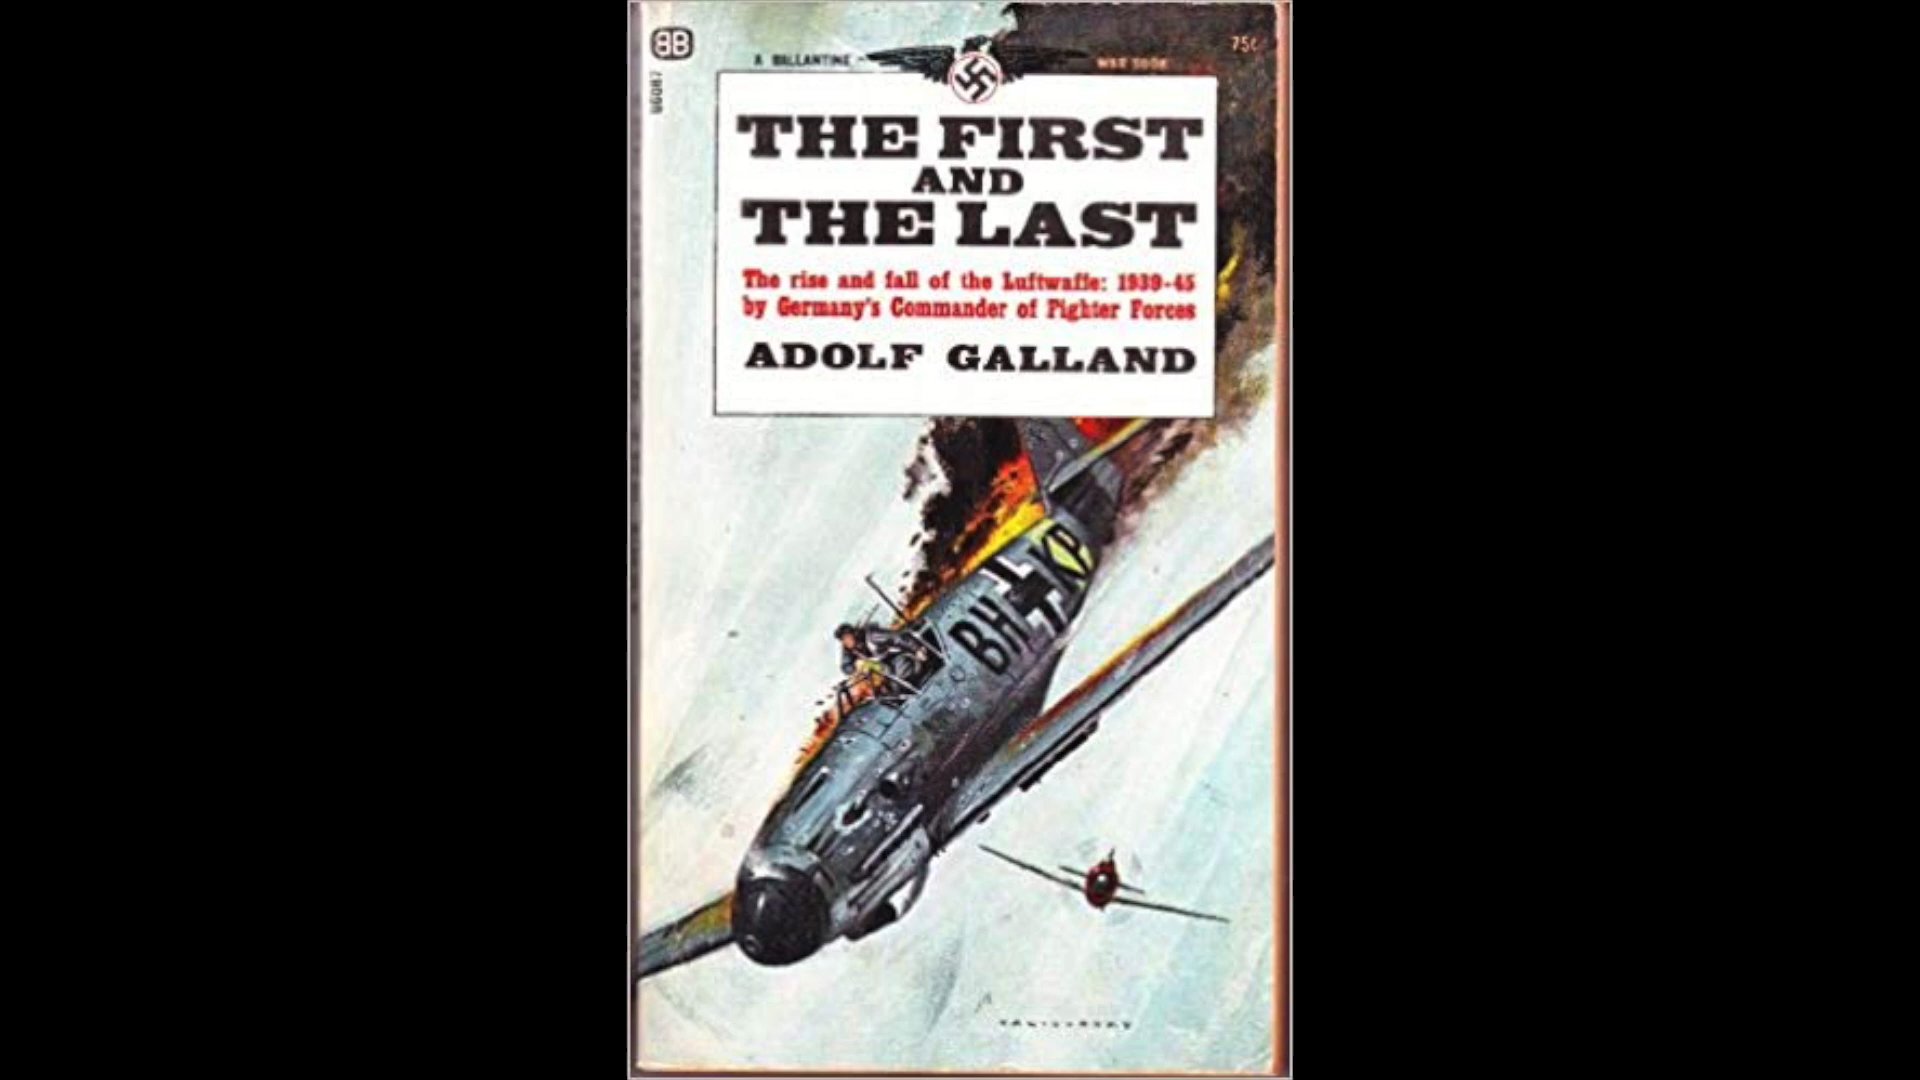 BB
A BALLANTINE
WAR BOOK
75¢
U6087
THE FIRST
AND
THE LAST
The rise and fall of the Luftwaffe: 1939-45
by Germany's Commander of Fighter Forces
ADOLF GALLAND
BH KP